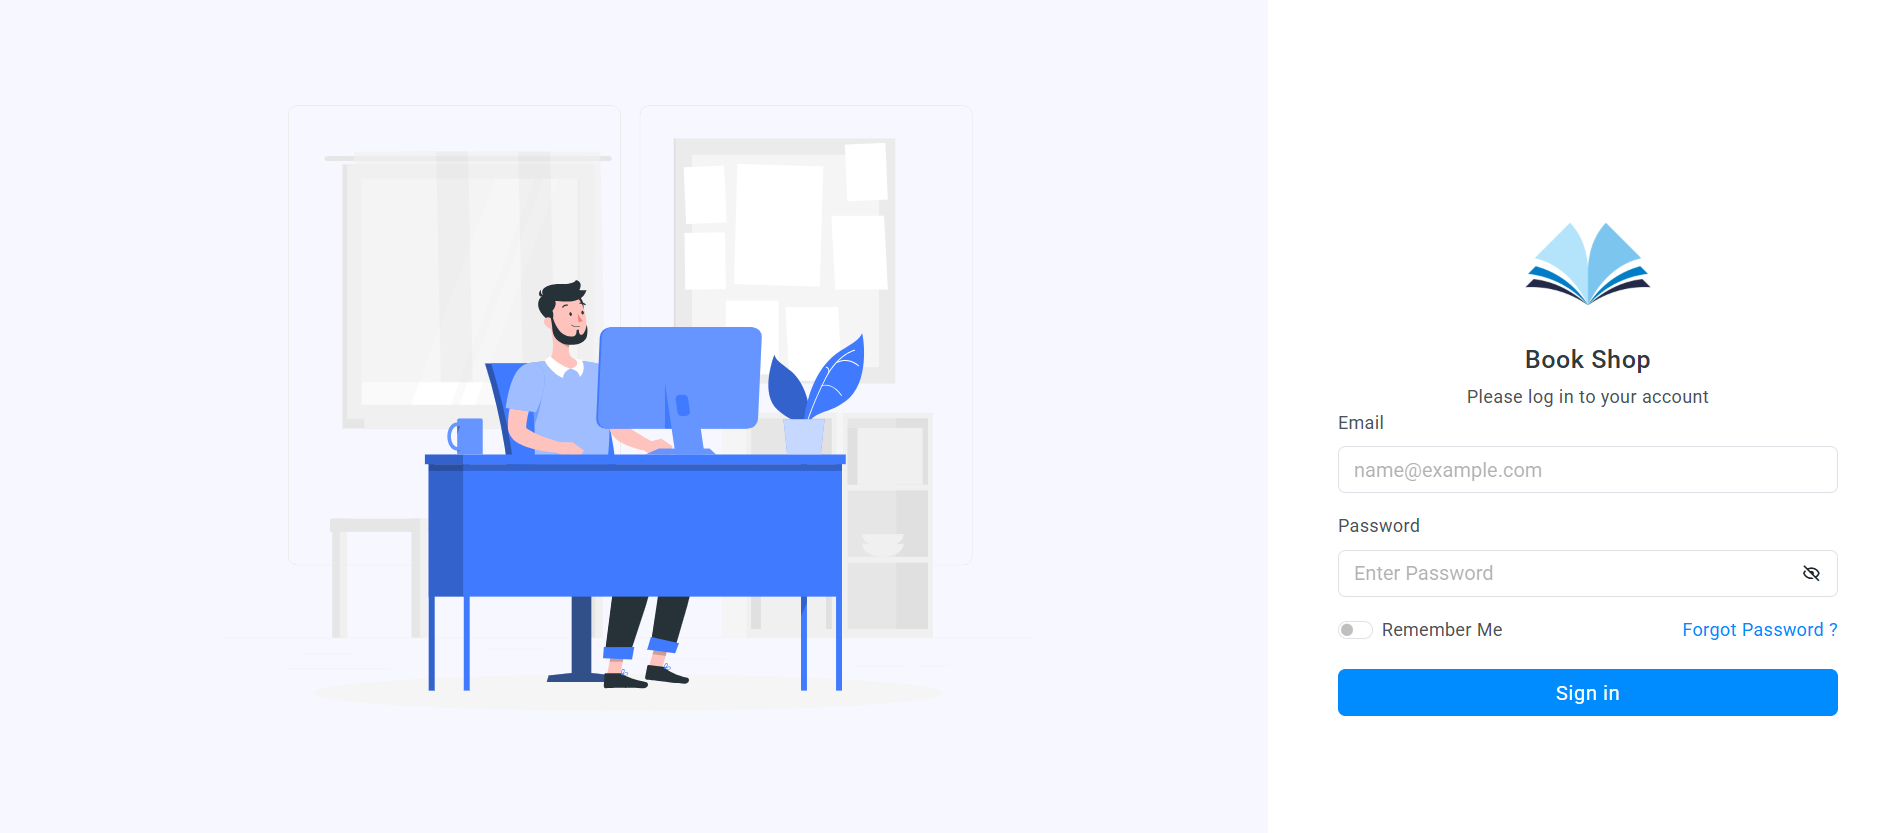 Book Shop
Please log in to your account
Email
name@example.com
Password
Enter Password
Remember Me
Forgot Password ?
Sign in